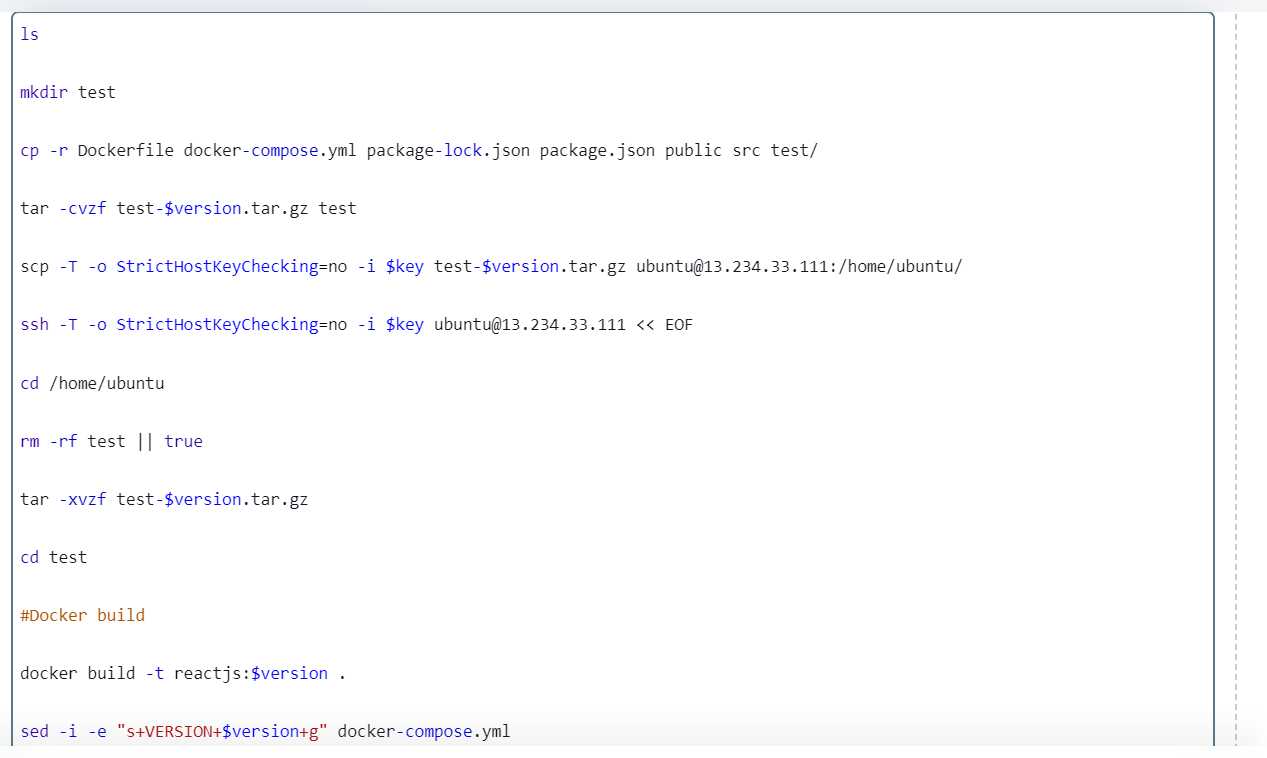 ls
mkdir test
cp -r Dockerfile docker-compose.yml package-lock.json package.json public src test/
tar -cvzf test-$version.tar.gz test
scp -T -o StrictHostKeyChecking=no -i $key test-$version.tar.gz ubuntu@13.234.33.111:/home/ubuntu/
ssh -T -o StrictHostKeyChecking=no -i $key ubuntu@13.234.33.111 << EOF
cd /home/ubuntu
rm -rf test || true
tar -xvzf test-$version.tar.gz
cd test
#Docker build
docker build -t reactjs:$version .
sed -i -e "s+VERSION+$version+g" docker-compose.yml